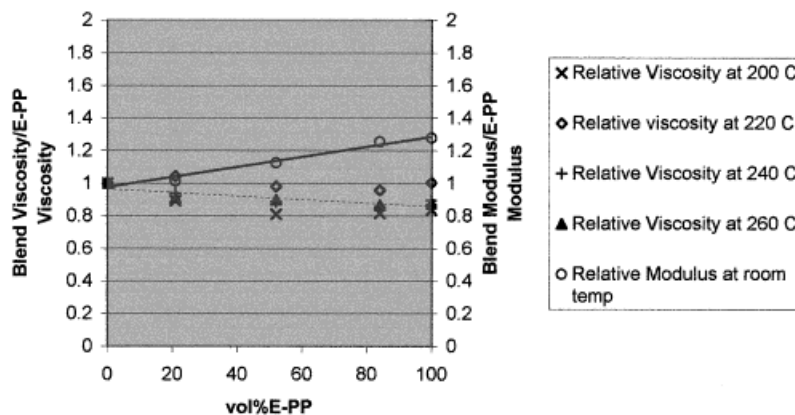 2
1.8
1.6
1.4
1.2
1
0.8
0.6
0.4
0.2
0
Blend Viscosity/E-PP
Viscosity
0 20 40 60 80 100
vol%E-PP
2
1.8
1.6
1.4
1.2
1
0.8
0.6
0.4
0.2
0
Blend Modulus/E-PP
Modulus
Relative Viscosity at 200 C
Relative viscosity at 220 C
Relative Viscosity at 240 C
Relative Viscosity at 260 C
Relative Modulus at room
temp